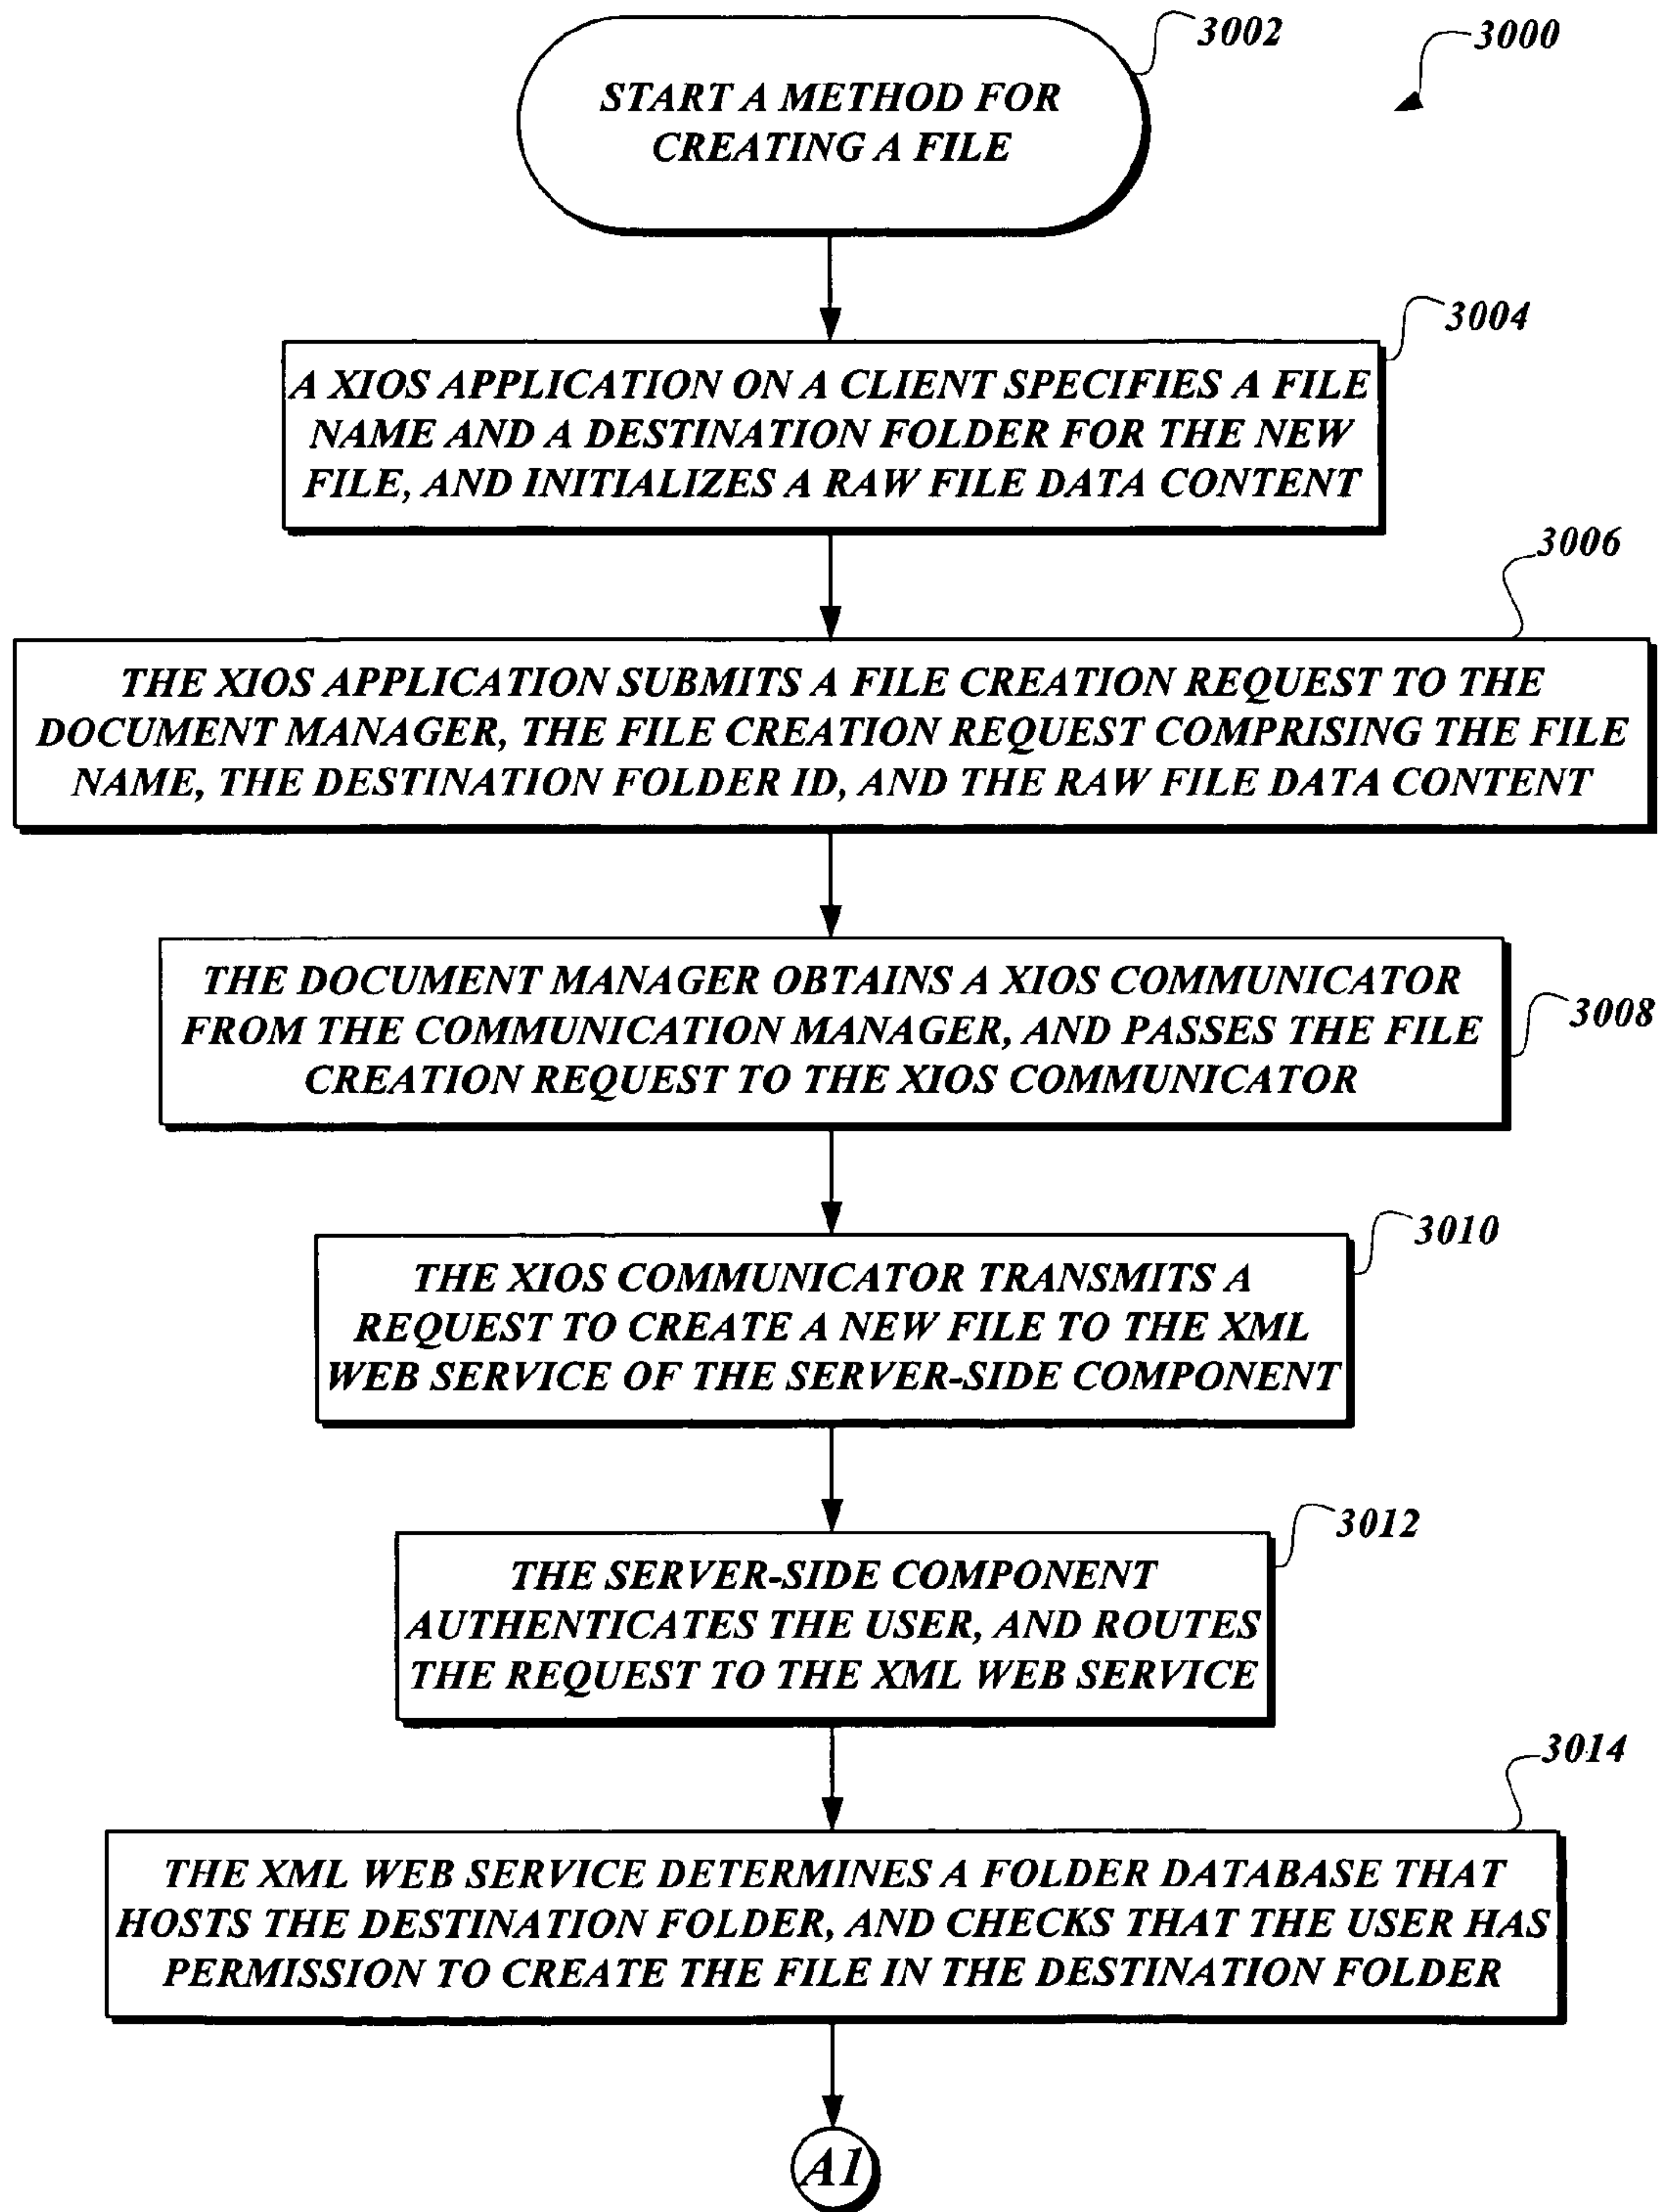 3002
3000
START A METHOD FOR
CREATING A FILE
3004
A XIOS APPLICATION ON A CLIENT SPECIFIES A FILE
NAME AND A DESTINATION FOLDER FOR THE NEW
FILE, AND INITIALIZES A RAW FILE DATA CONTENT
3006
THE XIOS APPLICATION SUBMITS A FILE CREATION REQUEST TO THE
DOCUMENT MANAGER, THE FILE CREATION REQUEST COMPRISING THE FILE
NAME, THE DESTINATION FOLDER ID, AND THE RAW FILE DATA CONTENT
THE DOCUMENT MANAGER OBTAINS A XIOS COMMUNICATOR
FROM THE COMMUNICATION MANAGER, AND PASSES THE FILE
CREATION REQUEST TO THE XIOS COMMUNICATOR
3008
3010
THE XIOS COMMUNICATOR TRANSMITS A
REQUEST TO CREATE A NEW FILE TO THE XML
WEB SERVICE OF THE SERVER-SIDE COMPONENT
3012
THE SERVER-SIDE COMPONENT
AUTHENTICATES THE USER, AND ROUTES
THE REQUEST TO THE XML WEB SERVICE
3014
THE XML WEB SERVICE DETERMINES A FOLDER DATABASE THAT
HOSTS THE DESTINATION FOLDER, AND CHECKS THAT THE USER HAS
PERMISSION TO CREATE THE FILE IN THE DESTINATION FOLDER
A1